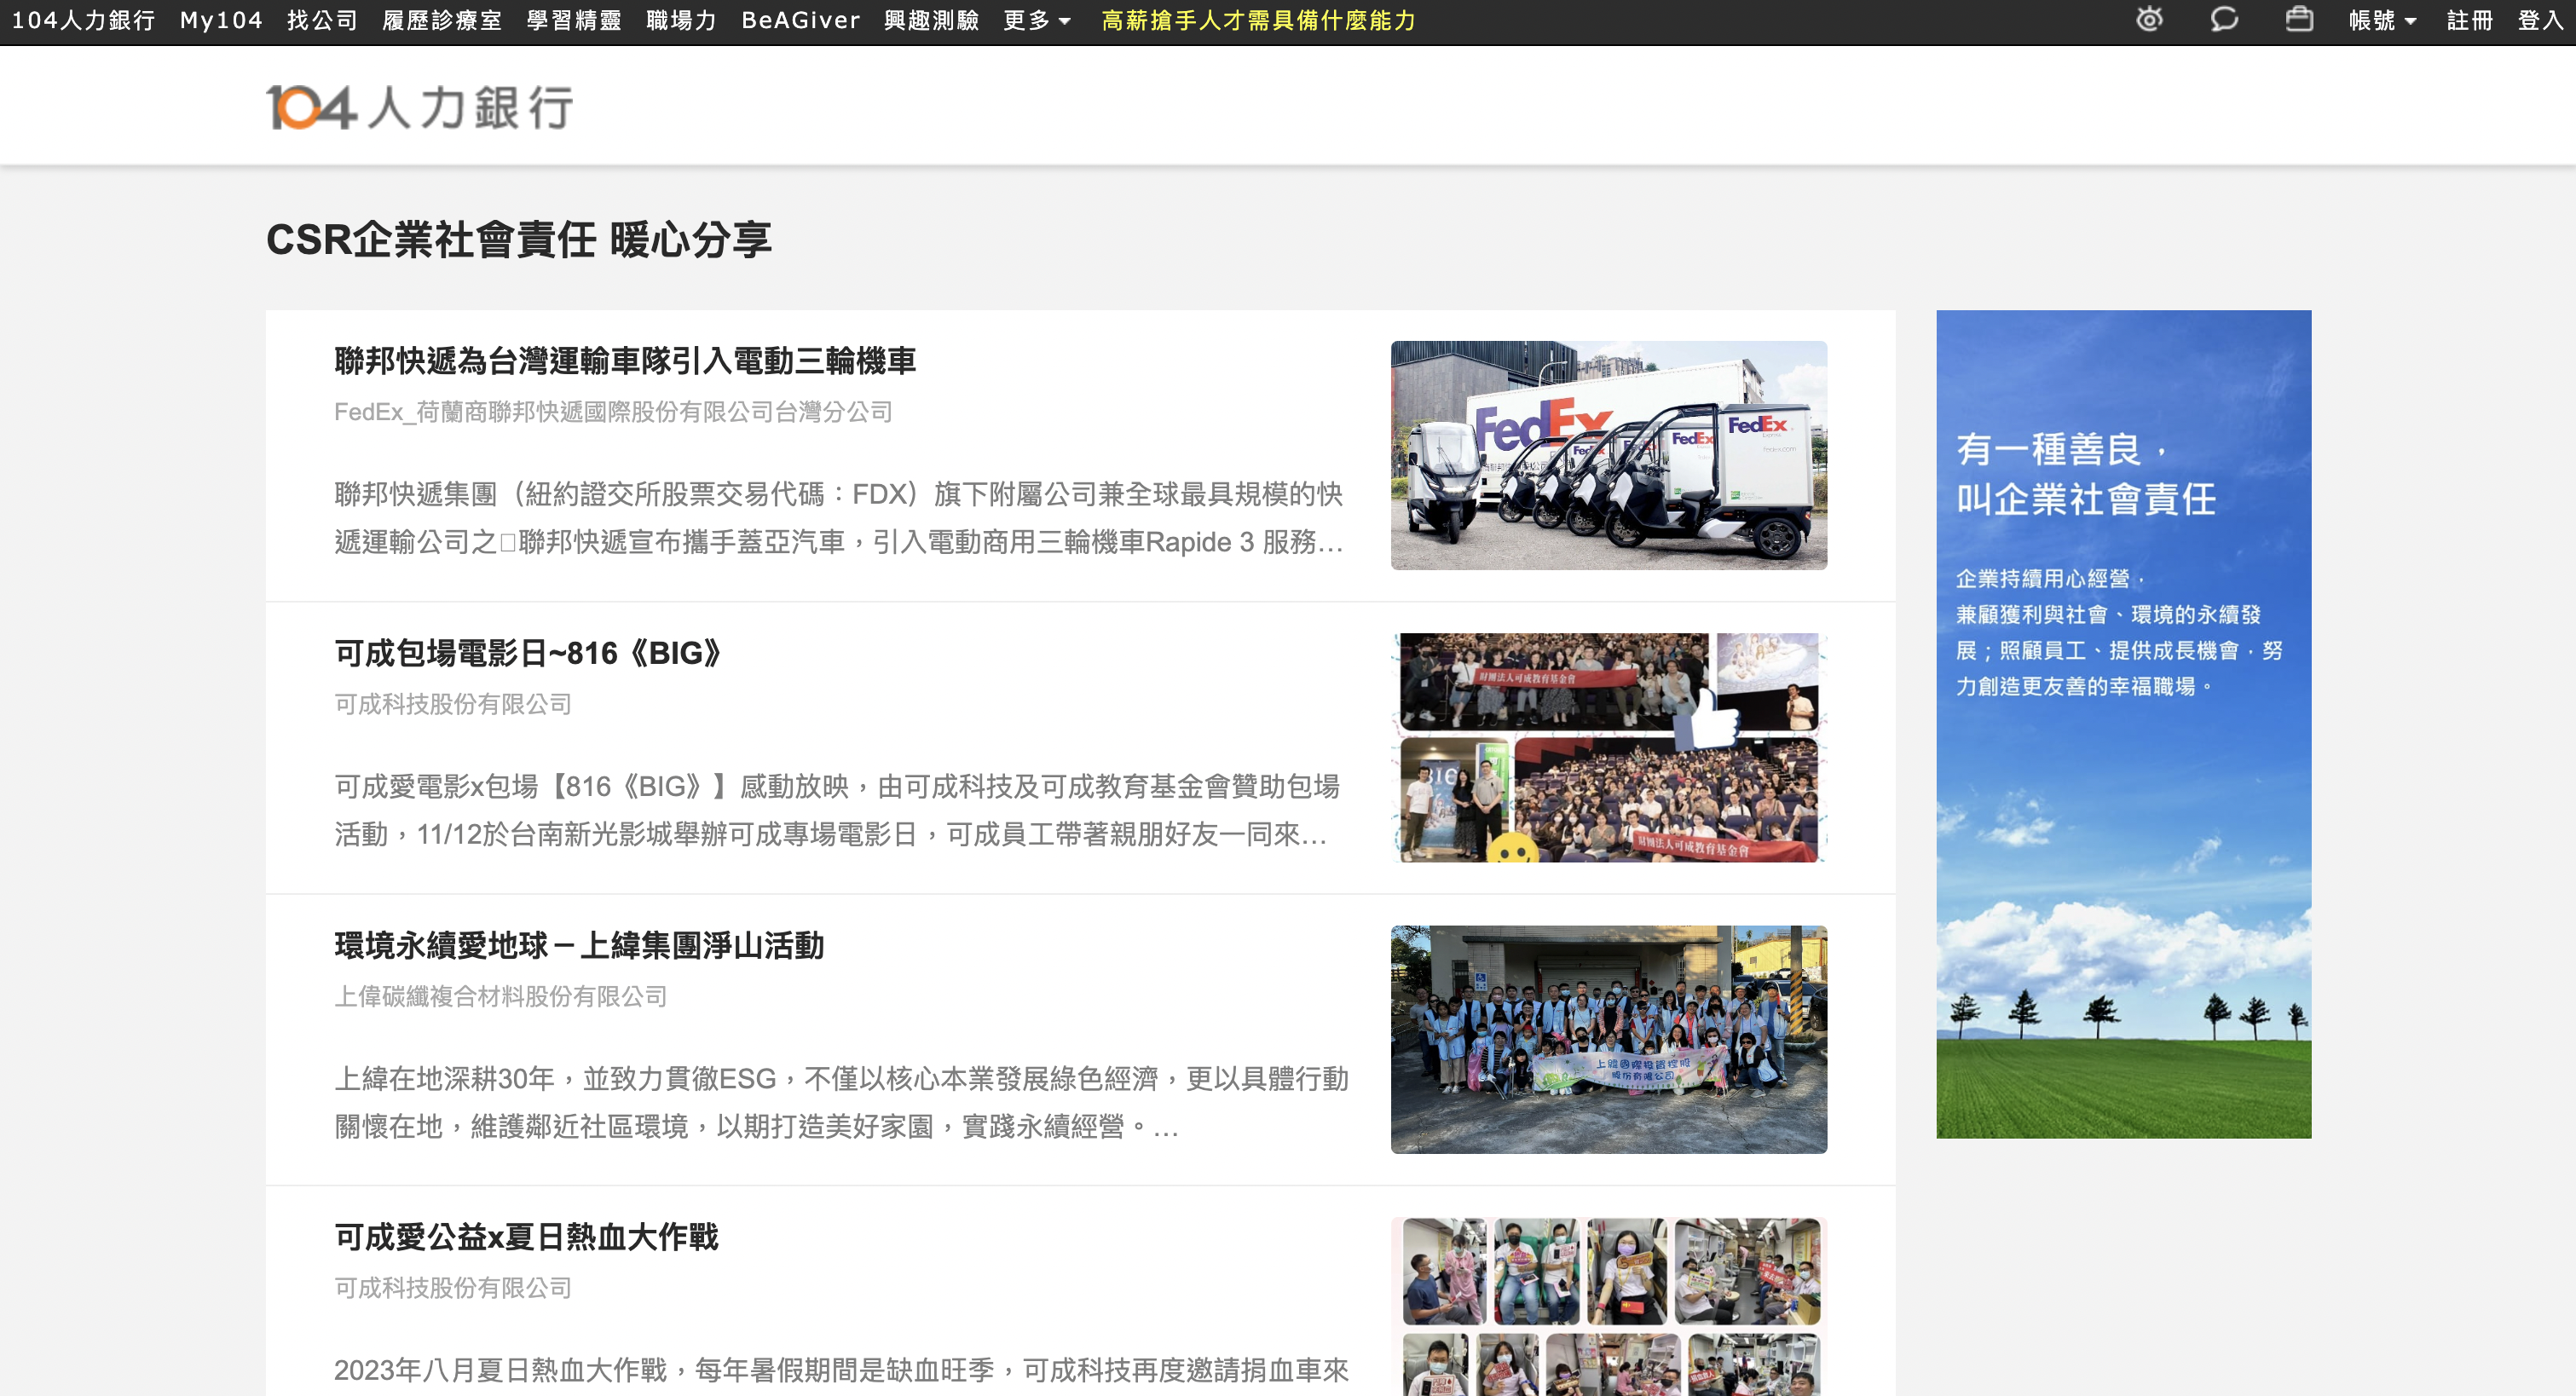 104人力銀行 My104 找公司 履歷診療室 學習精靈 職場力 BeAGiver 興趣測驗 更多 高薪搶手人才需具備什麼能力 帳號 註冊 登入
104人力銀行
CSR企業社會責任 暖心分享
聯邦快遞為台灣運輸車隊引入電動三輪機車
FedEx_荷蘭商聯邦快遞國際股份有限公司台灣分公司
聯邦快遞集團（紐約證交所股票交易代碼：FDX）旗下附屬公司兼全球最具規模的快
遞運輸公司之□聯邦快遞宣布攜手蓋亞汽車，引入電動商用三輪機車Rapide 3 服務...
FedEx
FedEx
FedEx
可成包場電影日~816《BIG》
可成科技股份有限公司
可成愛電影x包場【816《BIG》】感動放映，由可成科技及可成教育基金會贊助包場
活動，11/12於台南新光影城舉辦可成專場電影日，可成員工帶著親朋好友一同來...
財團法人可成教育基金會
BIG
財團法人可成教育基金會
環境永續愛地球－上緯集團淨山活動
上偉碳纖複合材料股份有限公司
上緯在地深耕30年，並致力貫徹ESG，不僅以核心本業發展綠色經濟，更以具體行動
關懷在地，維護鄰近社區環境，以期打造美好家園，實踐永續經營。...
上緯國際投資控股
股份有限公司
可成愛公益x夏日熱血大作戰
可成科技股份有限公司
2023年八月夏日熱血大作戰，每年暑假期間是缺血旺季，可成科技再度邀請捐血車來
有一種善良，
叫企業社會責任
企業持續用心經營，
兼顧獲利與社會、環境的永續發
展；照顧員工、提供成長機會，努
力創造更友善的幸福職場。